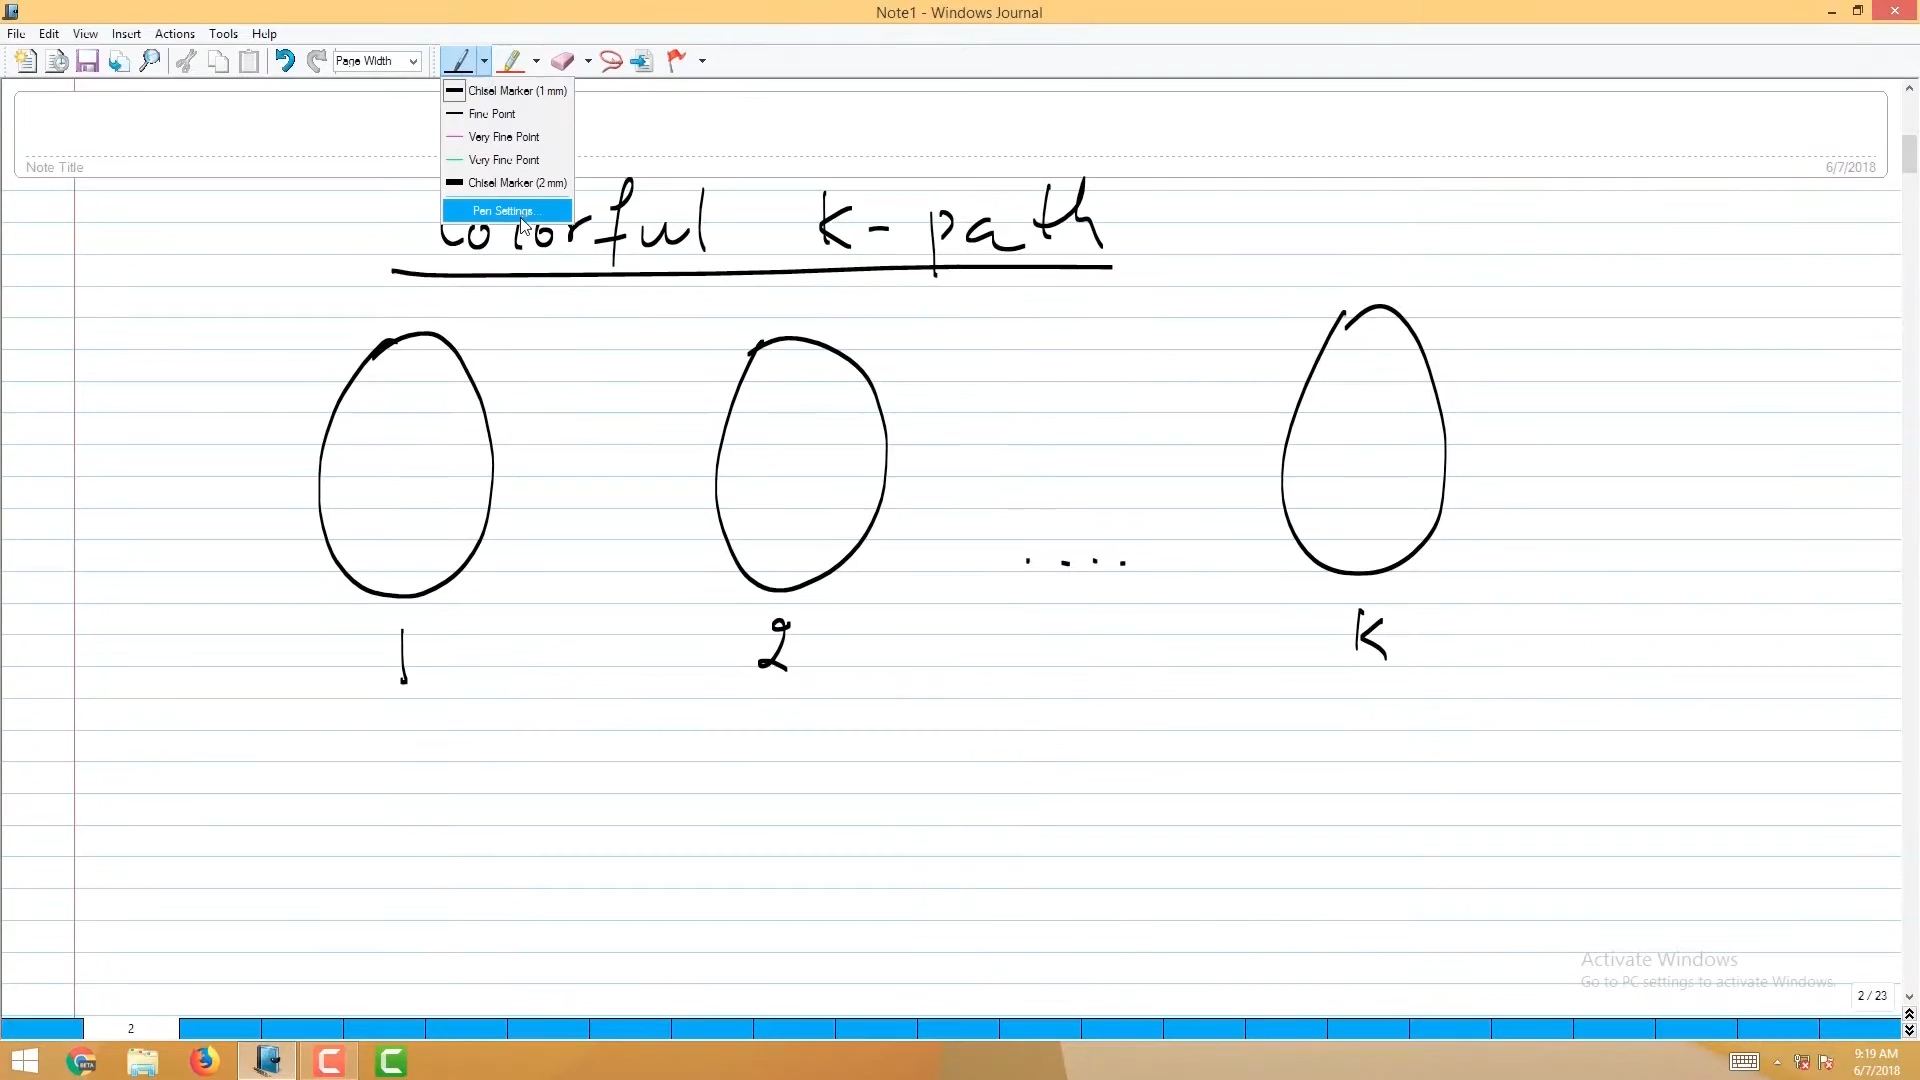 Note1 - Windows Journal
File Edit View Insert Actions Tools Help
Page Width
Chisel Marker (1 mm)
Fine Point
Very Fine Point
Very Fine Point
Chisel Marker (2 mm)
Pen Settings...
Note Title
6/7/2018
Colorful k-path
....
1 2 k
Activate Windows
Go to PC settings to activate Windows.
2 / 23
2
BETA
9:19 AM
6/7/2018